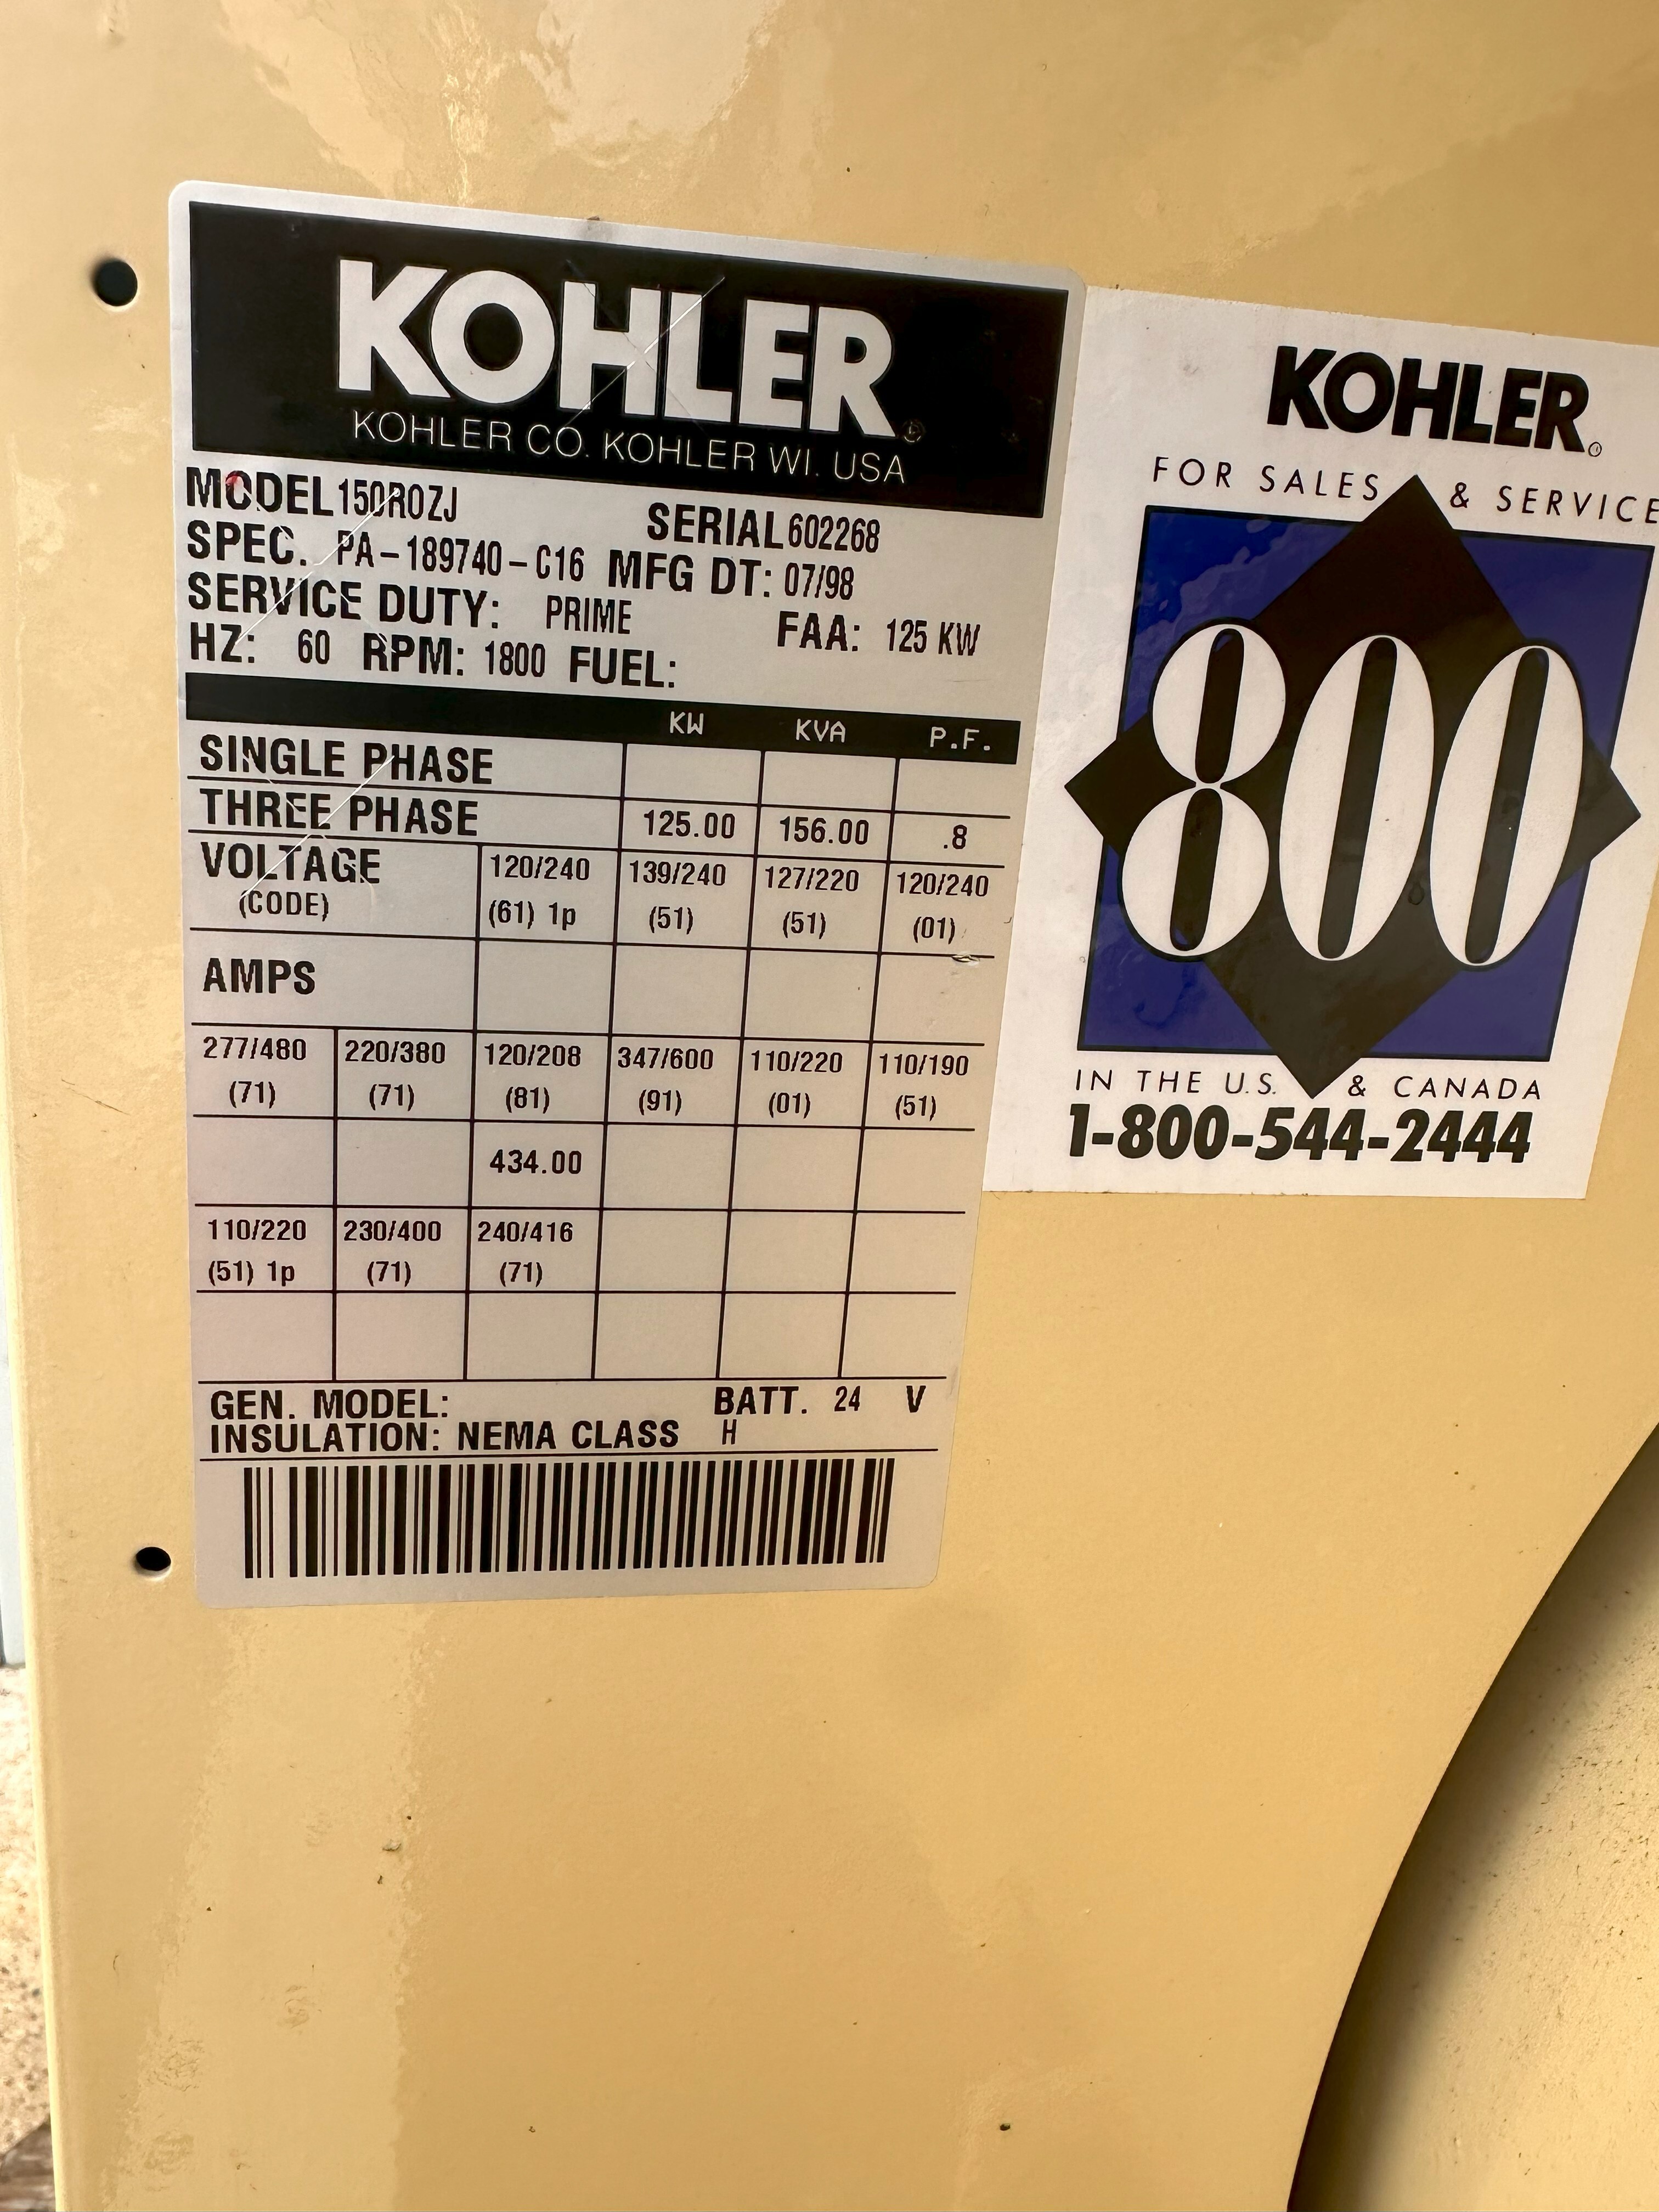 KOHLER®
KOHLER CO. KOHLER WI. USA
MODEL 150ROZJ SERIAL 602268
SPEC. PA-189740-C16 MFG DT: 07/98
SERVICE DUTY: PRIME FAA: 125 KW
HZ: 60 RPM: 1800 FUEL:
KW KVA P.F.
SINGLE PHASE
THREE PHASE 125.00 156.00 .8
VOLTAGE 120/240 139/240 127/220 120/240
(CODE) (61) 1p (51) (51) (01)
AMPS
277/480 220/380 120/208 347/600 110/220 110/190
(71) (71) (81) (91) (01) (51)
434.00
110/220 230/400 240/416
(51) 1p (71) (71)
GEN. MODEL: BATT. 24 V
INSULATION: NEMA CLASS H
KOHLER®
FOR SALES & SERVICE
800
IN THE U.S. & CANADA
1-800-544-2444